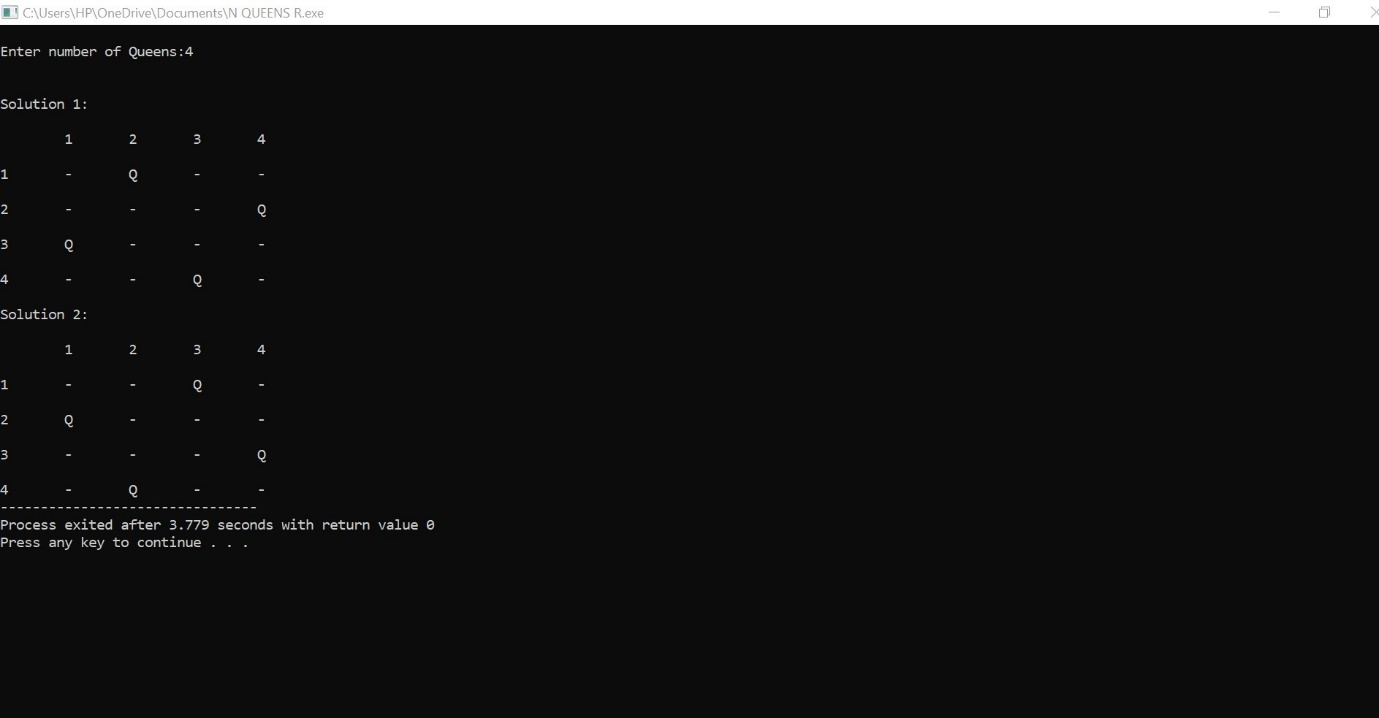 C:\Users\HP\OneDrive\Documents\N QUEENS R.exe
Enter number of Queens:4
Solution 1:
1 2 3 4
1 - Q - -
2 - - - Q
3 Q - - -
4 - - Q -
Solution 2:
1 2 3 4
1 - - Q -
2 Q - - -
3 - - - Q
4 - Q - -
--------------------------------
Process exited after 3.779 seconds with return value 0
Press any key to continue . . .